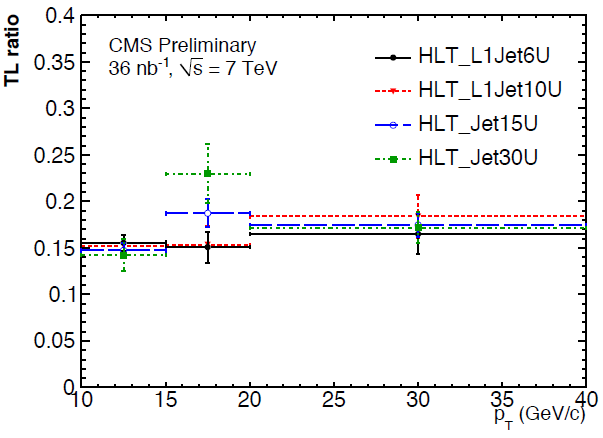 TL ratio
0.4
0.35
0.3
0.25
0.2
0.15
0.1
0.05
0
CMS Preliminary
36 nb⁻¹, √s = 7 TeV
HLT_L1Jet6U
HLT_L1Jet10U
HLT_Jet15U
HLT_Jet30U
10 15 20 25 30 35 40
p_T (GeV/c)